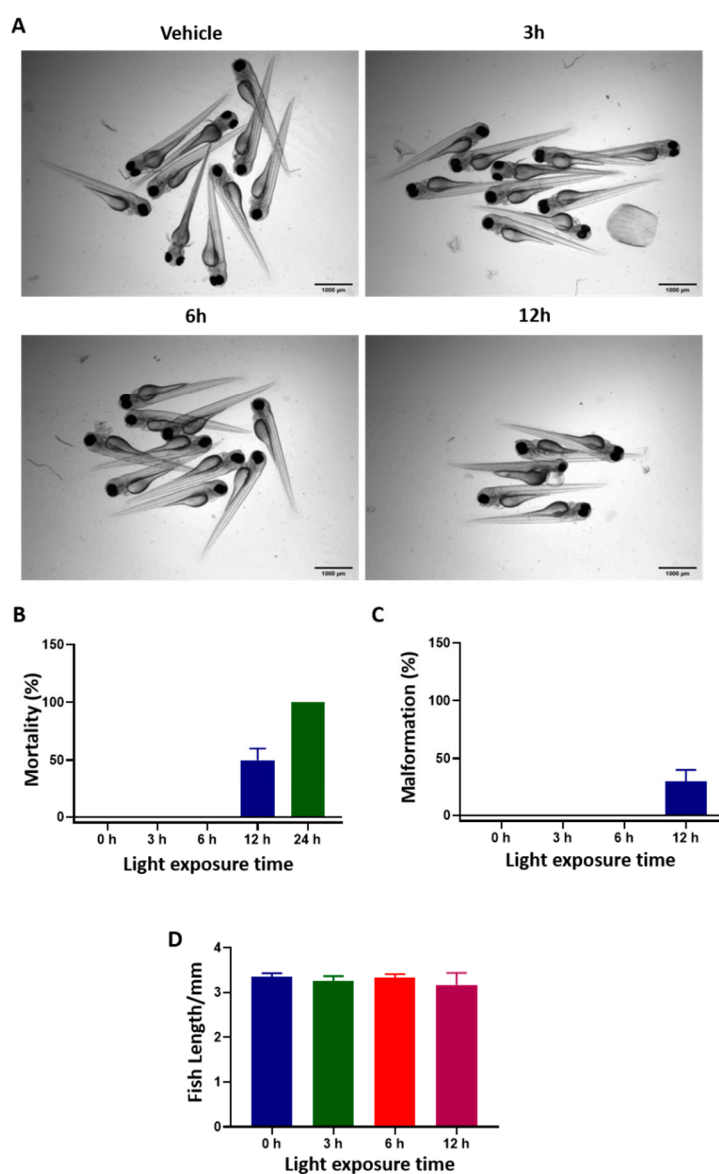 A
Vehicle
3h
1000 µm
1000 µm
6h
12h
1000 µm
1000 µm
B
Mortality (%)
150
100
50
0
0 h 3 h 6 h 12 h 24 h
Light exposure time
C
Malformation (%)
150
100
50
0
0 h 3 h 6 h 12 h
Light exposure time
D
Fish Length/mm
4
3
2
1
0
0 h 3 h 6 h 12 h
Light exposure time